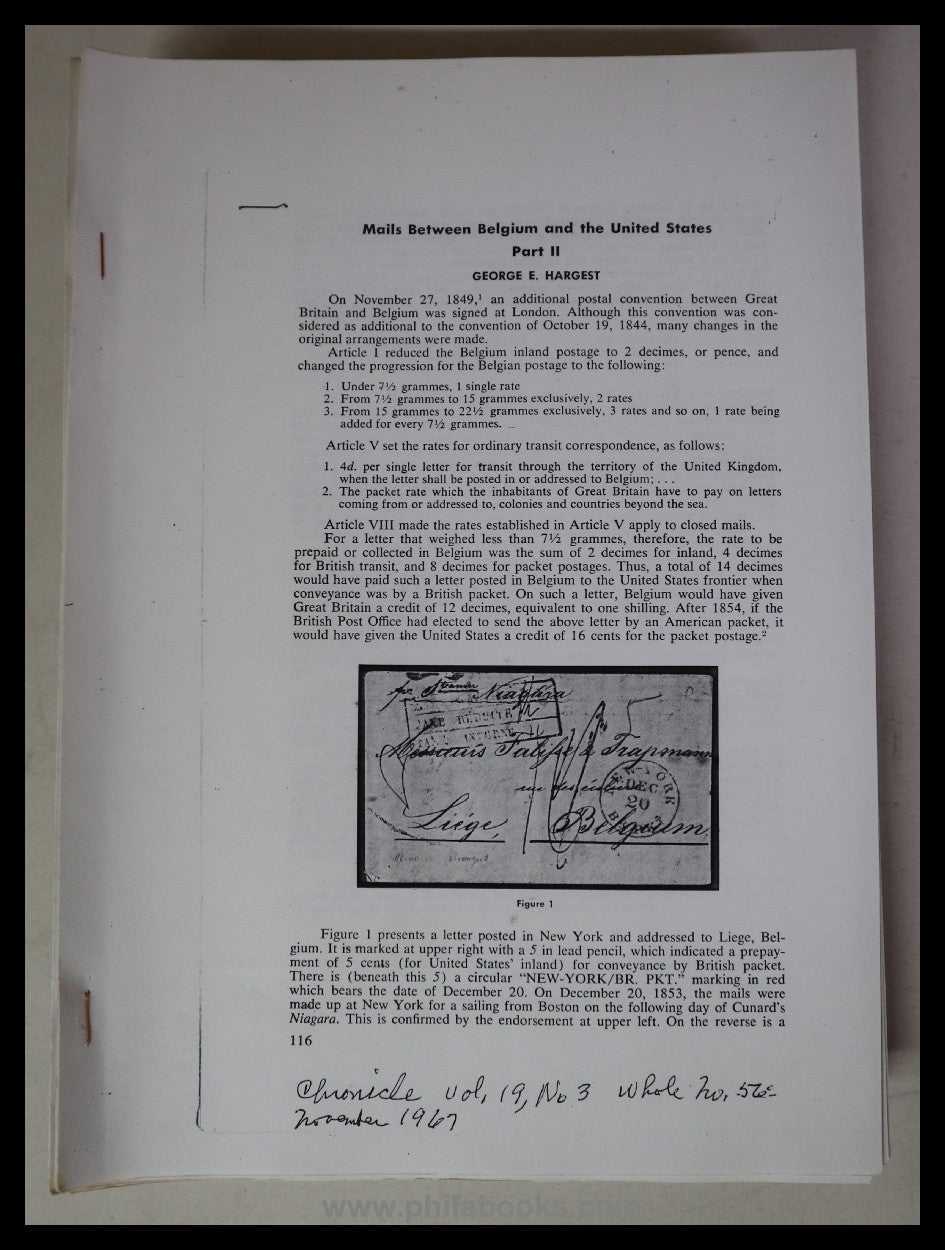 Mails Between Belgium and the United States
Part II
GEORGE E. HARGEST
On November 27, 1849,¹ an additional postal convention between Great
Britain and Belgium was signed at London. Although this convention was con-
sidered as additional to the convention of October 19, 1844, many changes in the
original arrangements were made.
Article I reduced the Belgium inland postage to 2 decimes, or pence, and
changed the progression for the Belgian postage to the following:
1. Under 7½ grammes, 1 single rate
2. From 7½ grammes to 15 grammes exclusively, 2 rates
3. From 15 grammes to 22½ grammes exclusively, 3 rates and so on, 1 rate being
added for every 7½ grammes.
Article V set the rates for ordinary transit correspondence, as follows:
1. 4d. per single letter for transit through the territory of the United Kingdom,
when the letter shall be posted in or addressed to Belgium; . . .
2. The packet rate which the inhabitants of Great Britain have to pay on letters
coming from or addressed to, colonies and countries beyond the sea.
Article VIII made the rates established in Article V apply to closed mails.
For a letter that weighed less than 7½ grammes, therefore, the rate to be
prepaid or collected in Belgium was the sum of 2 decimes for inland, 4 decimes
for British transit, and 8 decimes for packet postages. Thus, a total of 14 decimes
would have paid such a letter posted in Belgium to the United States frontier when
conveyance was by a British packet. On such a letter, Belgium would have given
Great Britain a credit of 12 decimes, equivalent to one shilling. After 1854, if the
British Post Office had elected to send the above letter by an American packet, it
would have given the United States a credit of 16 cents for the packet postage.²
Niagara
5
NEW-YORK
DEC
20
Liége
Belgium
Figure 1
Figure 1 presents a letter posted in New York and addressed to Liege, Bel-
gium. It is marked at upper right with a 5 in lead pencil, which indicated a prepay-
ment of 5 cents (for United States' inland) for conveyance by British packet.
There is (beneath this 5) a circular "NEW-YORK/BR. PKT." marking in red
which bears the date of December 20. On December 20, 1853, the mails were
made up at New York for a sailing from Boston on the following day of Cunard's
Niagara. This is confirmed by the endorsement at upper left. On the reverse is a
116
Chronicle Vol, 19, No 3 Whole No. 56
November 1967
www.philabooks.com